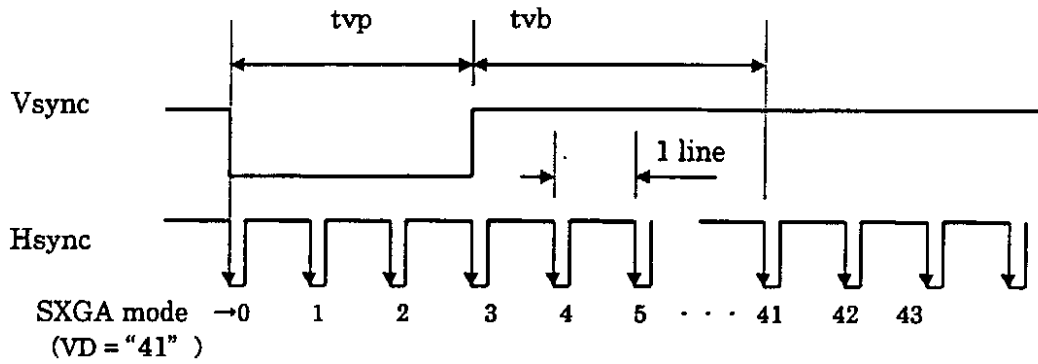 tvp tvb
Vsync
1 line
Hsync
SXGA mode →0 1 2 3 4 5 · · · 41 42 43
(VD = “41” )